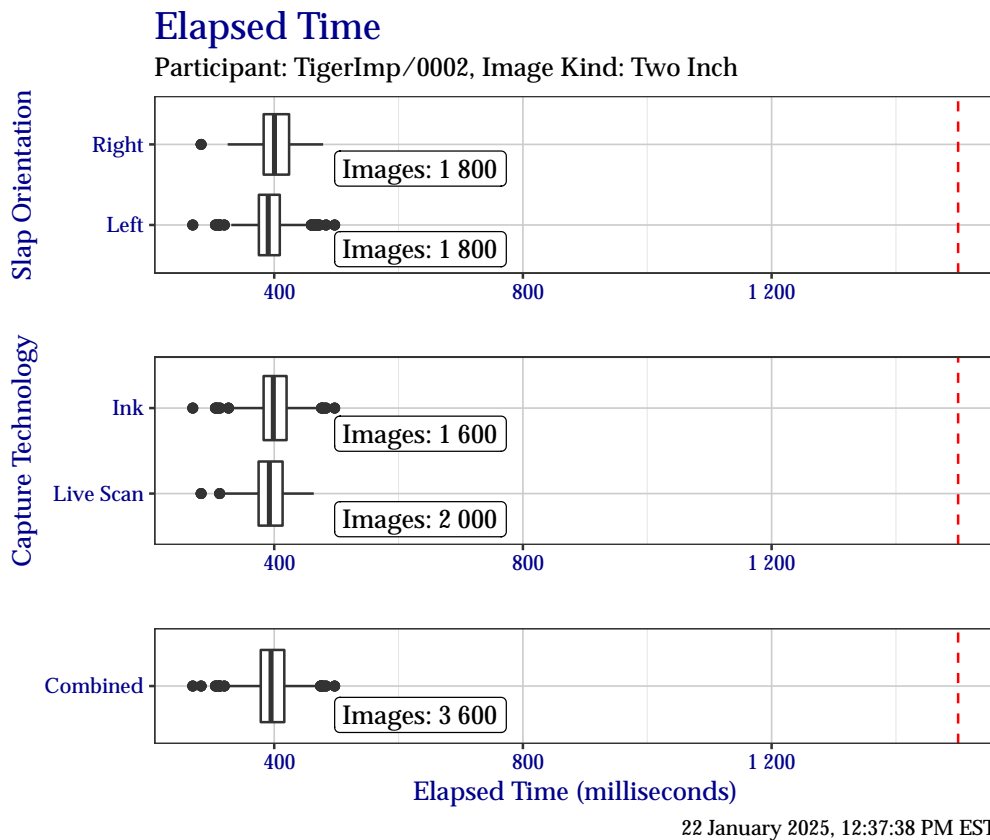 Elapsed Time
Participant: TigerImp/0002, Image Kind: Two Inch
Slap Orientation
Right
Images: 1 800
Left
Images: 1 800
400 800 1 200
Capture Technology
Ink
Images: 1 600
Live Scan
Images: 2 000
400 800 1 200
Combined
Images: 3 600
400 800 1 200
Elapsed Time (milliseconds)
22 January 2025, 12:37:38 PM EST